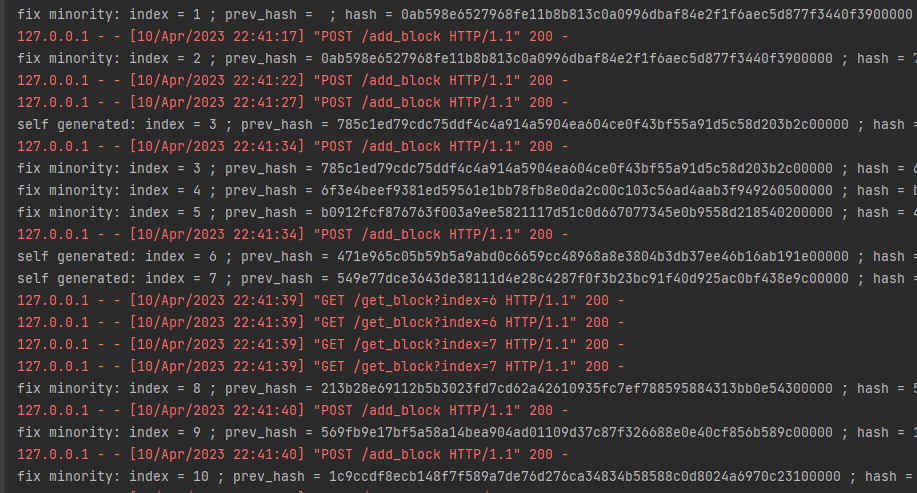 fix minority: index = 1 ; prev_hash =  ; hash = 0ab598e6527968fe11b8b813c0a0996dbaf84e2f1f6aec5d877f3440f3900000
127.0.0.1 - - [10/Apr/2023 22:41:17] "POST /add_block HTTP/1.1" 200 -
fix minority: index = 2 ; prev_hash = 0ab598e6527968fe11b8b813c0a0996dbaf84e2f1f6aec5d877f3440f3900000 ; hash = 7
127.0.0.1 - - [10/Apr/2023 22:41:22] "POST /add_block HTTP/1.1" 200 -
127.0.0.1 - - [10/Apr/2023 22:41:27] "POST /add_block HTTP/1.1" 200 -
self generated: index = 3 ; prev_hash = 785c1ed79cdc75ddf4c4a914a5904ea604ce0f43bf55a91d5c58d203b2c00000 ; hash =
127.0.0.1 - - [10/Apr/2023 22:41:34] "POST /add_block HTTP/1.1" 200 -
fix minority: index = 3 ; prev_hash = 785c1ed79cdc75ddf4c4a914a5904ea604ce0f43bf55a91d5c58d203b2c00000 ; hash = 6
fix minority: index = 4 ; prev_hash = 6f3e4beef9381ed59561e1bb78fb8e0da2c00c103c56ad4aab3f949260500000 ; hash = b
fix minority: index = 5 ; prev_hash = b0912fcf876763f003a9ee5821117d51c0d667077345e0b9558d218540200000 ; hash = 4
127.0.0.1 - - [10/Apr/2023 22:41:34] "POST /add_block HTTP/1.1" 200 -
self generated: index = 6 ; prev_hash = 471e965c05b59b5a9abd0c6659cc48968a8e3804b3db37ee46b16ab191e00000 ; hash =
self generated: index = 7 ; prev_hash = 549e77dce3643de38111d4e28c4287f0f3b23bc91f40d925ac0bf438e9c00000 ; hash =
127.0.0.1 - - [10/Apr/2023 22:41:39] "GET /get_block?index=6 HTTP/1.1" 200 -
127.0.0.1 - - [10/Apr/2023 22:41:39] "GET /get_block?index=6 HTTP/1.1" 200 -
127.0.0.1 - - [10/Apr/2023 22:41:39] "GET /get_block?index=7 HTTP/1.1" 200 -
127.0.0.1 - - [10/Apr/2023 22:41:39] "GET /get_block?index=7 HTTP/1.1" 200 -
fix minority: index = 8 ; prev_hash = 213b28e69112b5b3023fd7cd62a42610935fc7ef788595884313bb0e54300000 ; hash = 5
127.0.0.1 - - [10/Apr/2023 22:41:40] "POST /add_block HTTP/1.1" 200 -
fix minority: index = 9 ; prev_hash = 569fb9e17bf5a58a14bea904ad01109d37c87f326688e0e40cf856b589c00000 ; hash = 1
127.0.0.1 - - [10/Apr/2023 22:41:40] "POST /add_block HTTP/1.1" 200 -
fix minority: index = 10 ; prev_hash = 1c9ccdf8ecb148f7f589a7de76d276ca34834b58588c0d8024a6970c23100000 ; hash =